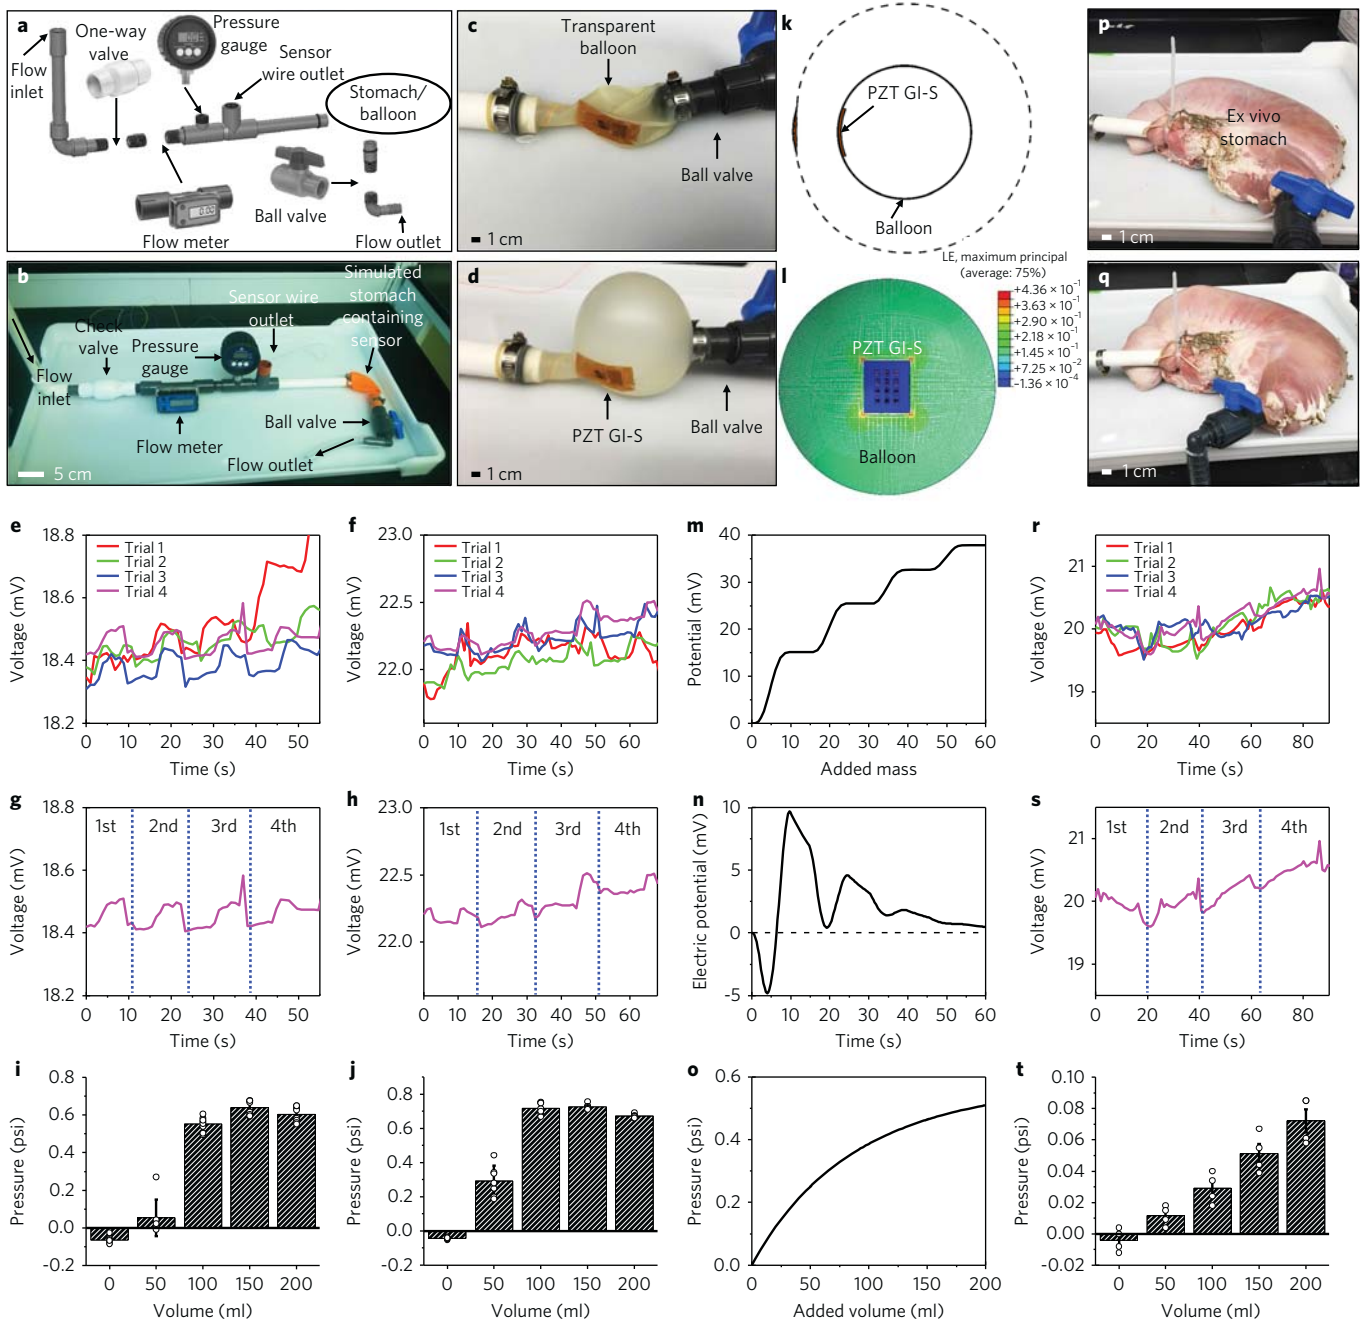 a
One-way
valve
Pressure
gauge
Flow
inlet
Sensor
wire outlet
Stomach/
balloon
0.00
Ball valve
Flow meter
Flow outlet
b
Simulated
stomach
containing
sensor
Sensor wire
outlet
Check
valve
Pressure
gauge
Flow
inlet
Ball valve
Flow meter
Flow outlet
5 cm
c
Transparent
balloon
Ball valve
1 cm
d
PZT GI-S
Ball valve
1 cm
k
PZT GI-S
Balloon
l
LE, maximum principal
(average: 75%)
+4.36 × 10⁻¹
+3.63 × 10⁻¹
+2.90 × 10⁻¹
+2.18 × 10⁻¹
+1.45 × 10⁻¹
+7.25 × 10⁻²
-1.36 × 10⁻⁴
PZT GI-S
Balloon
p
Ex vivo
stomach
1 cm
q
1 cm
e
18.8
18.6
18.4
18.2
Voltage (mV)
Trial 1
Trial 2
Trial 3
Trial 4
0 10 20 30 40 50
Time (s)
f
23.0
22.5
22.0
Voltage (mV)
Trial 1
Trial 2
Trial 3
Trial 4
0 10 20 30 40 50 60
Time (s)
m
40
30
20
10
0
Potential (mV)
0 10 20 30 40 50 60
Added mass
r
21
20
19
Voltage (mV)
Trial 1
Trial 2
Trial 3
Trial 4
0 20 40 60 80
Time (s)
g
18.8
18.6
18.4
18.2
Voltage (mV)
1st 2nd 3rd 4th
0 10 20 30 40 50
Time (s)
h
23.0
22.5
22.0
Voltage (mV)
1st 2nd 3rd 4th
0 10 20 30 40 50 60
Time (s)
n
10
5
0
-5
Electric potential (mV)
0 10 20 30 40 50 60
Time (s)
s
21
20
19
Voltage (mV)
1st 2nd 3rd 4th
0 20 40 60 80
Time (s)
i
0.8
0.6
0.4
0.2
0.0
-0.2
Pressure (psi)
0 50 100 150 200
Volume (ml)
j
0.8
0.6
0.4
0.2
0.0
-0.2
Pressure (psi)
0 50 100 150 200
Volume (ml)
o
0.6
0.4
0.2
0.0
Pressure (psi)
0 50 100 150 200
Added volume (ml)
t
0.10
0.08
0.06
0.04
0.02
0.00
-0.02
Pressure (psi)
0 50 100 150 200
Volume (ml)